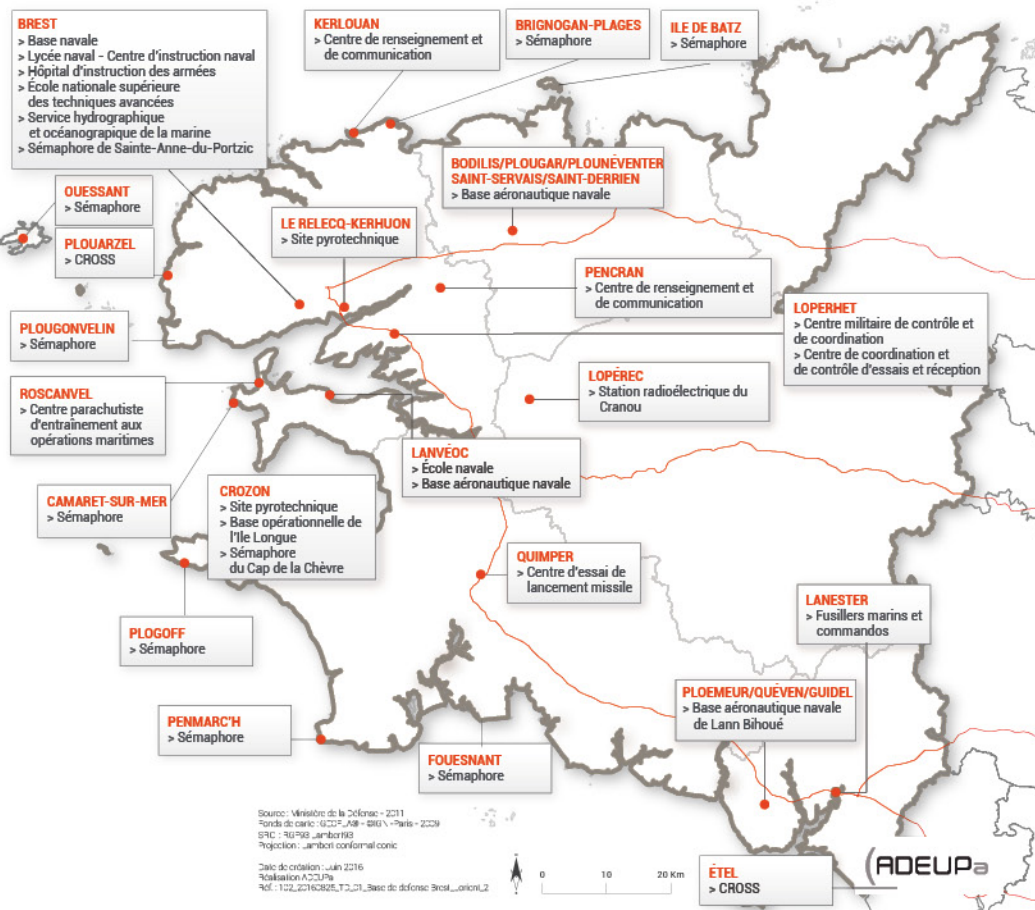 BREST
> Base navale
> Lycée naval - Centre d'instruction naval
> Hôpital d'instruction des armées
> École nationale supérieure
des techniques avancées
> Service hydrographique
et océanograpique de la marine
> Sémaphore de Sainte-Anne-du-Portzic
KERLOUAN
> Centre de renseignement et
de communication
BRIGNOGAN-PLAGES
> Sémaphore
ILE DE BATZ
> Sémaphore
BODILIS/PLOUGAR/PLOUNÉVENTER
SAINT-SERVAIS/SAINT-DERRIEN
> Base aéronautique navale
OUESSANT
> Sémaphore
LE RELECQ-KERHUON
> Site pyrotechnique
PLOUARZEL
> CROSS
PENCRAN
> Centre de renseignement et
de communication
LOPERHET
> Centre militaire de contrôle et
de coordination
> Centre de coordination et
de contrôle d'essais et réception
PLOUGONVELIN
> Sémaphore
LOPÉREC
> Station radioélectrique du
Cranou
ROSCANVEL
> Centre parachutiste
d'entraînement aux
opérations maritimes
LANVÉOC
> École navale
> Base aéronautique navale
CAMARET-SUR-MER
> Sémaphore
CROZON
> Site pyrotechnique
> Base opérationnelle de
l'Ile Longue
> Sémaphore
du Cap de la Chèvre
QUIMPER
> Centre d'essai de
lancement missile
LANESTER
> Fusillers marins et
commandos
PLOGOFF
> Sémaphore
PLOEMEUR/QUÉVEN/GUIDEL
> Base aéronautique navale
de Lann Bihoué
PENMARC'H
> Sémaphore
FOUESNANT
> Sémaphore
Source : Ministère de la Défense - 2011
Paris - 2009
Projection : Lambert conformal conic
Date de création : Juin 2016
Réalisation ADEUPa
0 10 20 Km
ÉTEL
> CROSS
ADEUPa